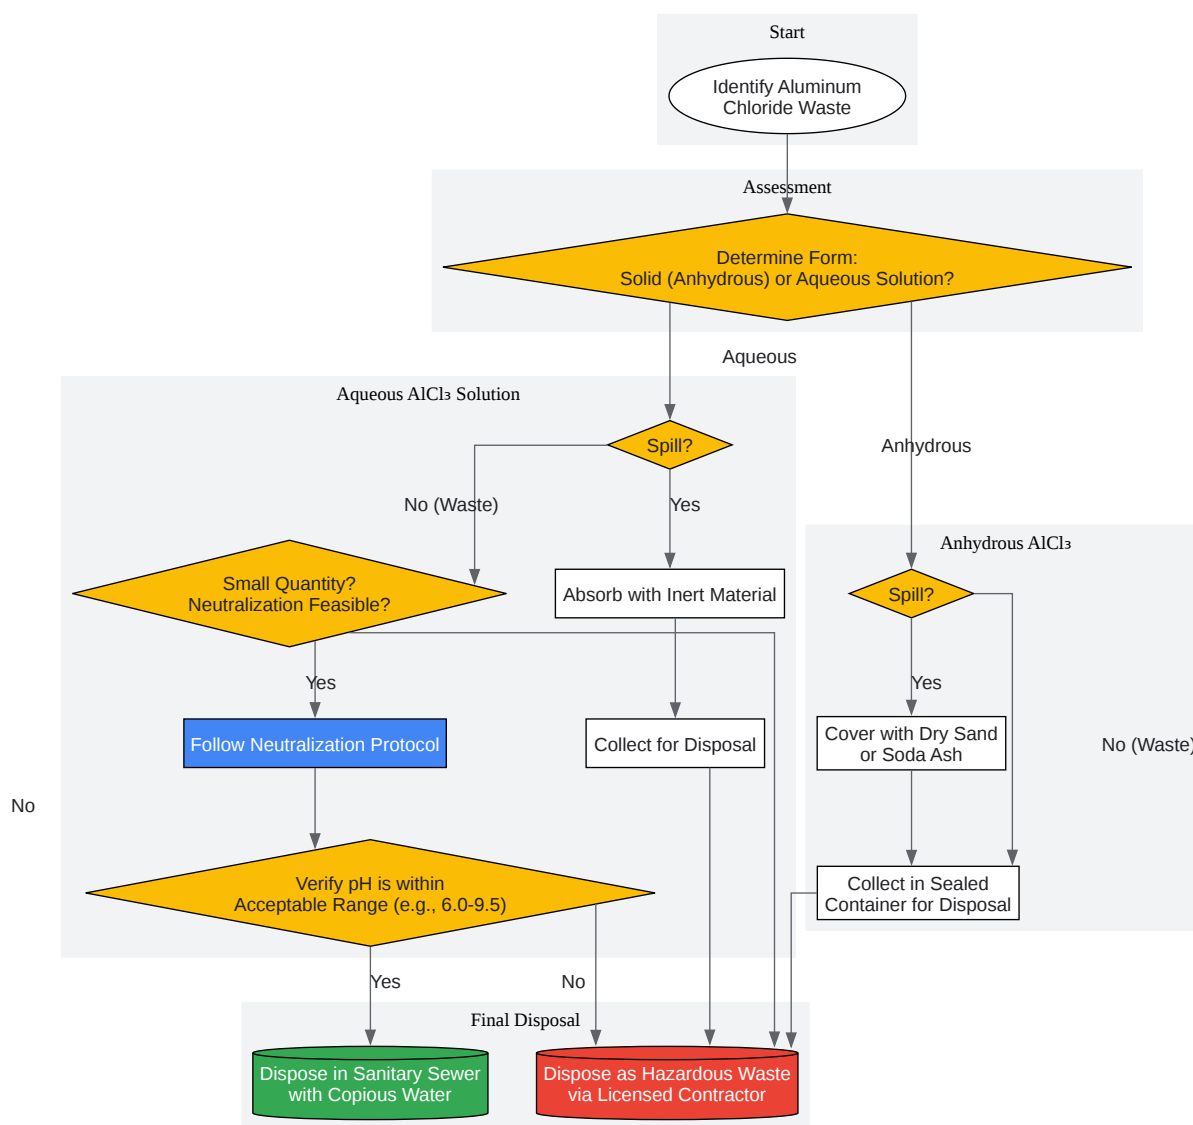 Start
Identify Aluminum
Chloride Waste
Assessment
Determine Form:
Solid (Anhydrous) or Aqueous Solution?
Aqueous
Aqueous AlCl₃ Solution
Spill?
Anhydrous
No (Waste)
Yes
Anhydrous AlCl₃
Small Quantity?
Neutralization Feasible?
Absorb with Inert Material
Spill?
Yes
Yes
Follow Neutralization Protocol
Collect for Disposal
Cover with Dry Sand
or Soda Ash
No (Waste)
No
Verify pH is within
Acceptable Range (e.g., 6.0-9.5)
Collect in Sealed
Container for Disposal
Yes
No
Final Disposal
Dispose in Sanitary Sewer
with Copious Water
Dispose as Hazardous Waste
via Licensed Contractor